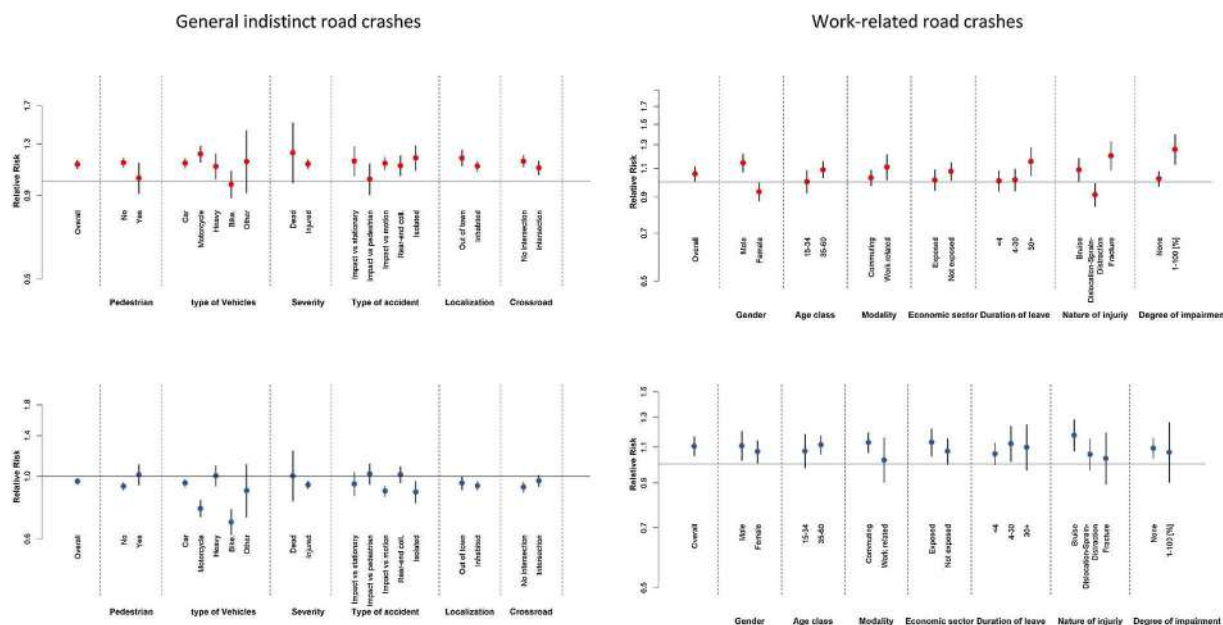 General indistinct road crashes
Work-related road crashes
Relative Risk
1.7
1.3
0.9
0.5
Overall
No
Yes
Car
Motorcycle
Heavy
Bike
Other
Dead
Injured
Impact vs stationary
Impact vs pedestrian
Impact vs motion
Rear-end coll.
Isolated
Out of town
Inhabited
No intersection
Intersection
Pedestrian
type of Vehicles
Severity
Type of accident
Localization
Crossroad
Relative Risk
1.7
1.5
1.3
1.1
0.9
0.7
0.5
Overall
Male
Female
15-34
35-60
Commuting
Work related
Exposed
Not exposed
<4
4-30
30+
Bruise
Dislocation-Sprain-
Distraction
Fracture
None
1-100 [%]
Gender
Age class
Modality
Economic sector
Duration of leave
Nature of injuriy
Degree of impairment
Relative Risk
1.8
1.4
1.0
0.6
Overall
No
Yes
Car
Motorcycle
Heavy
Bike
Other
Dead
Injured
Impact vs stationary
Impact vs pedestrian
Impact vs motion
Rear-end coll.
Isolated
Out of town
Inhabited
No intersection
Intersection
Pedestrian
type of Vehicles
Severity
Type of accident
Localization
Crossroad
Relative Risk
1.5
1.3
1.1
0.9
0.7
0.5
Overall
Male
Female
15-34
35-60
Commuting
Work related
Exposed
Not exposed
<4
4-30
30+
Bruise
Dislocation-Sprain-
Distraction
Fracture
None
1-100 [%]
Gender
Age class
Modality
Economic sector
Duration of leave
Nature of injuriy
Degree of impairment